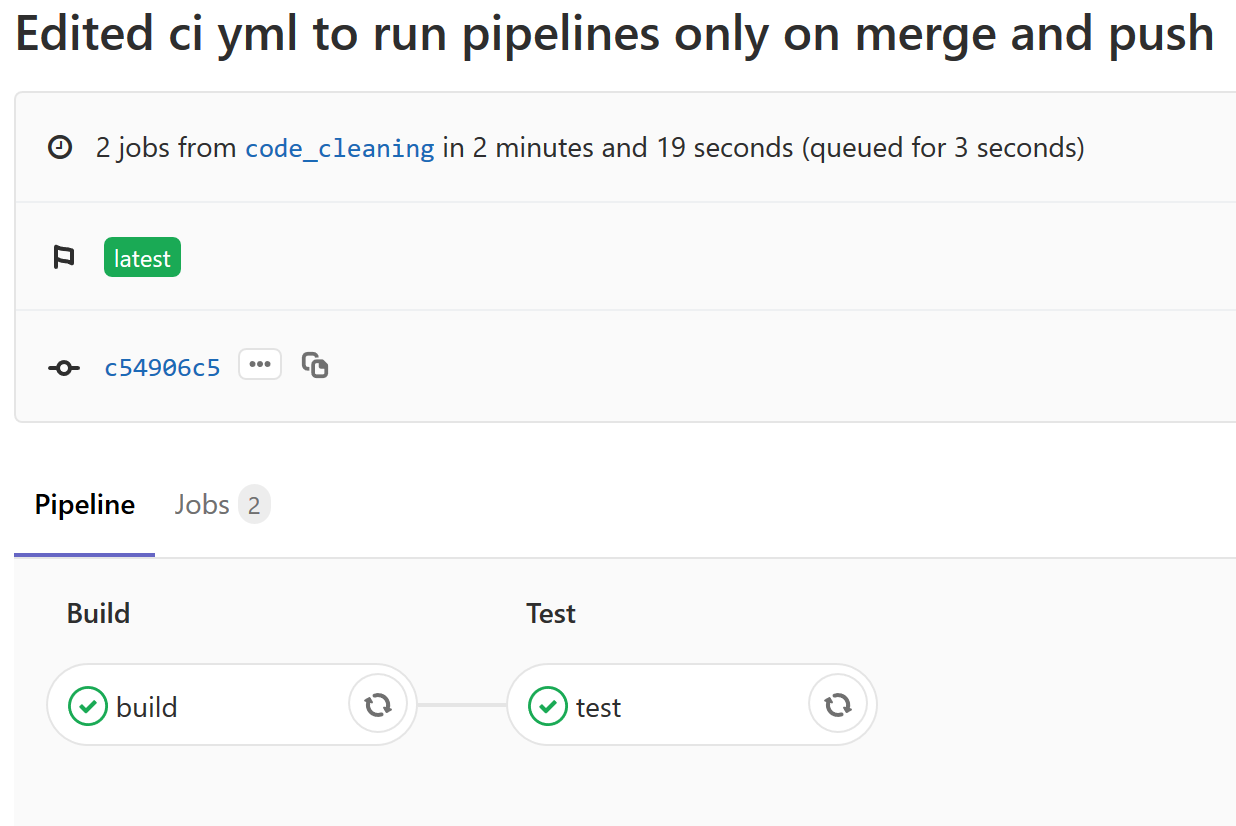 Edited ci yml to run pipelines only on merge and push
2 jobs from code_cleaning in 2 minutes and 19 seconds (queued for 3 seconds)
latest
c54906c5
Pipeline Jobs 2
Build Test
build test